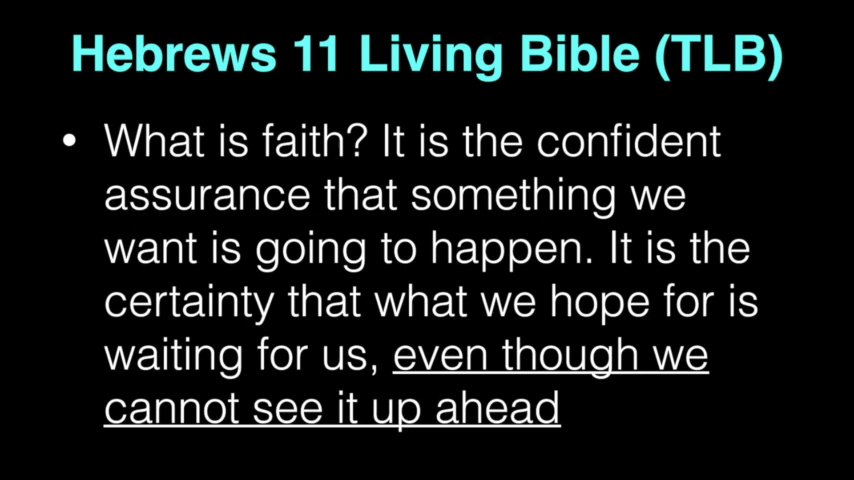 Hebrews 11 Living Bible (TLB)
• What is faith? It is the confident
assurance that something we
want is going to happen. It is the
certainty that what we hope for is
waiting for us, even though we
cannot see it up ahead